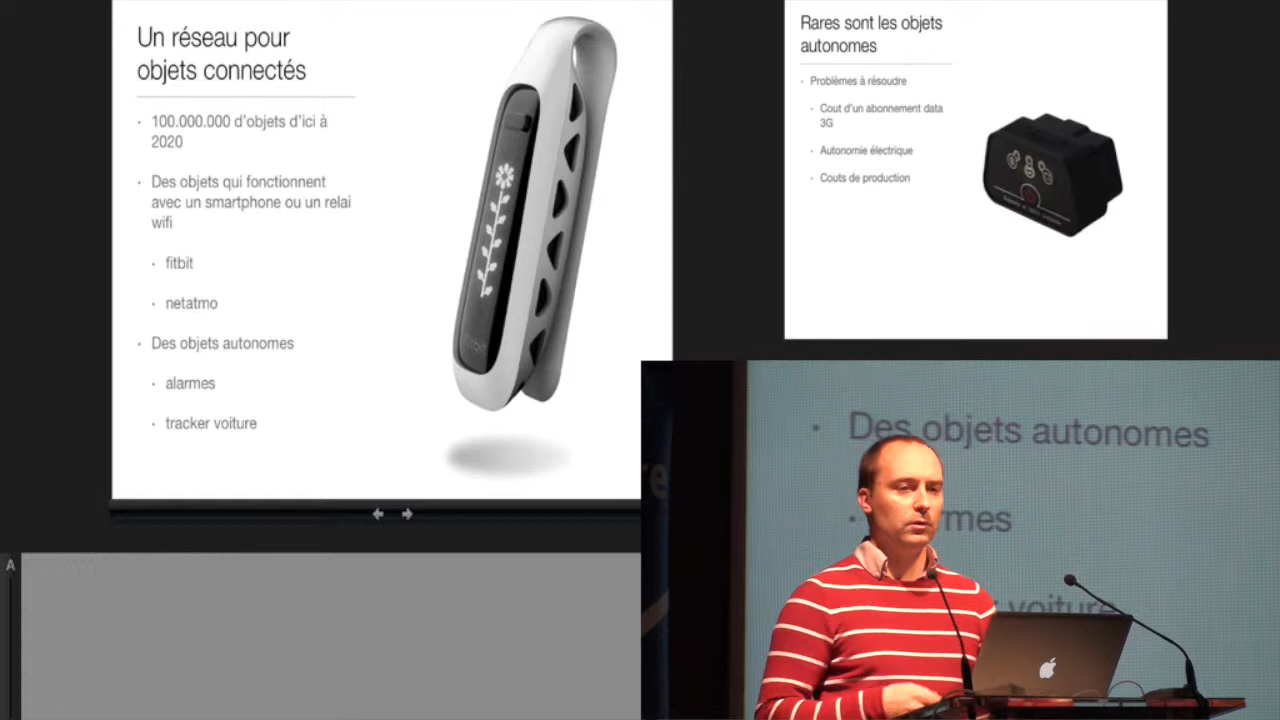 Un réseau pour
objets connectés
• 100.000.000 d'objets d'ici à
2020
• Des objets qui fonctionnent
avec un smartphone ou un relai
wifi
• fitbit
• netatmo
• Des objets autonomes
• alarmes
• tracker voiture
Rares sont les objets
autonomes
• Problèmes à résoudre
• Cout d'un abonnement data
3G
• Autonomie électrique
• Couts de production
A
• Des objets autonomes
• rmes
voiture
re